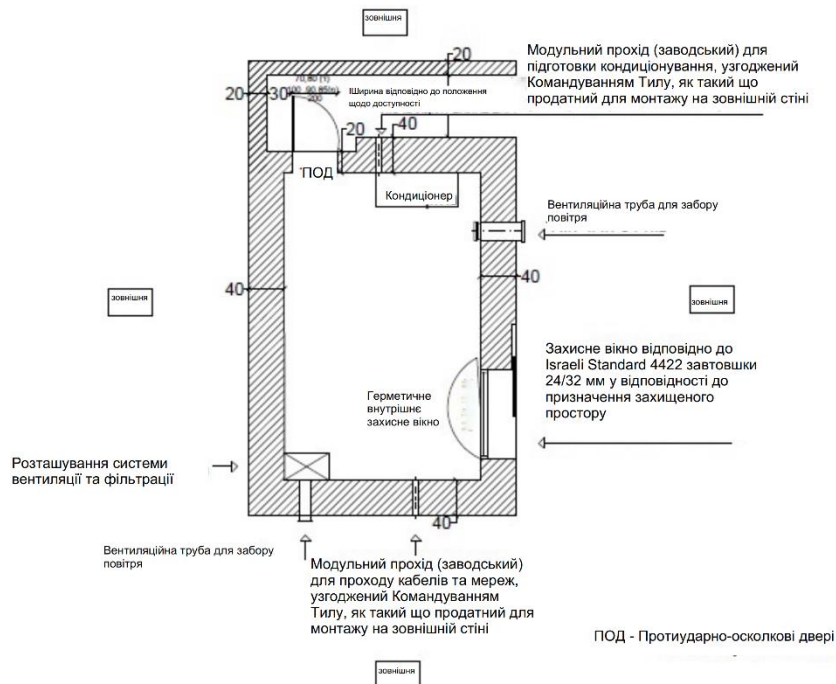 зовнішня
20
Модульний прохід (заводський) для
підготовки кондиціонування, узгоджений
Командуванням Тилу, як такий що
продатний для монтажу на зовнішній стіні
20
30
70,80 (т)
200
Шширина відповідно до положення
щодо доступності
20
40
ПОД
Кондиціонер
Вентиляційна труба для забору
повітря
40
40
зовнішня
зовнішня
Захисне вікно відповідно до
Israeli Standard 4422 завтовшки
24/32 мм у відповідності до
призначення захищеного
простору
Герметичне
внутрішнє
захисне вікно
Розташування системи
вентиляції та фільтрації
40
Вентиляційна труба для забору
повітря
Модульний прохід (заводський)
для проходу кабелів та мереж,
узгоджений Командуванням
Тилу, як такий що продатний для
монтажу на зовнішній стіні
ПОД - Протиударно-осколкові двері
зовнішня